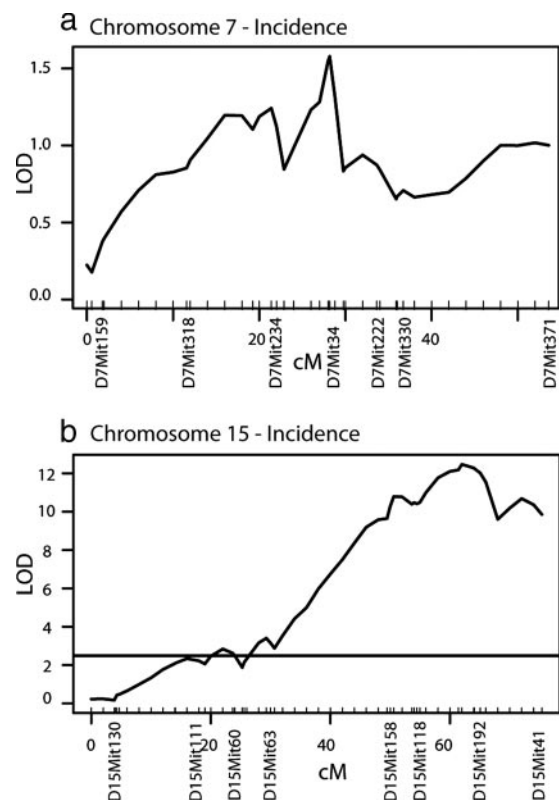 a Chromosome 7 - Incidence
1.5
1.0
0.5
0.0
LOD
0 20 40
D7Mit159 D7Mit318 D7Mit234 D7Mit34 D7Mit222 D7Mit330 D7Mit371
cM
b Chromosome 15 - Incidence
12
10
8
6
4
2
0
LOD
0 20 40 60
D15Mit130 D15Mit111 D15Mit60 D15Mit63 D15Mit158 D15Mit118 D15Mit192 D15Mit41
cM